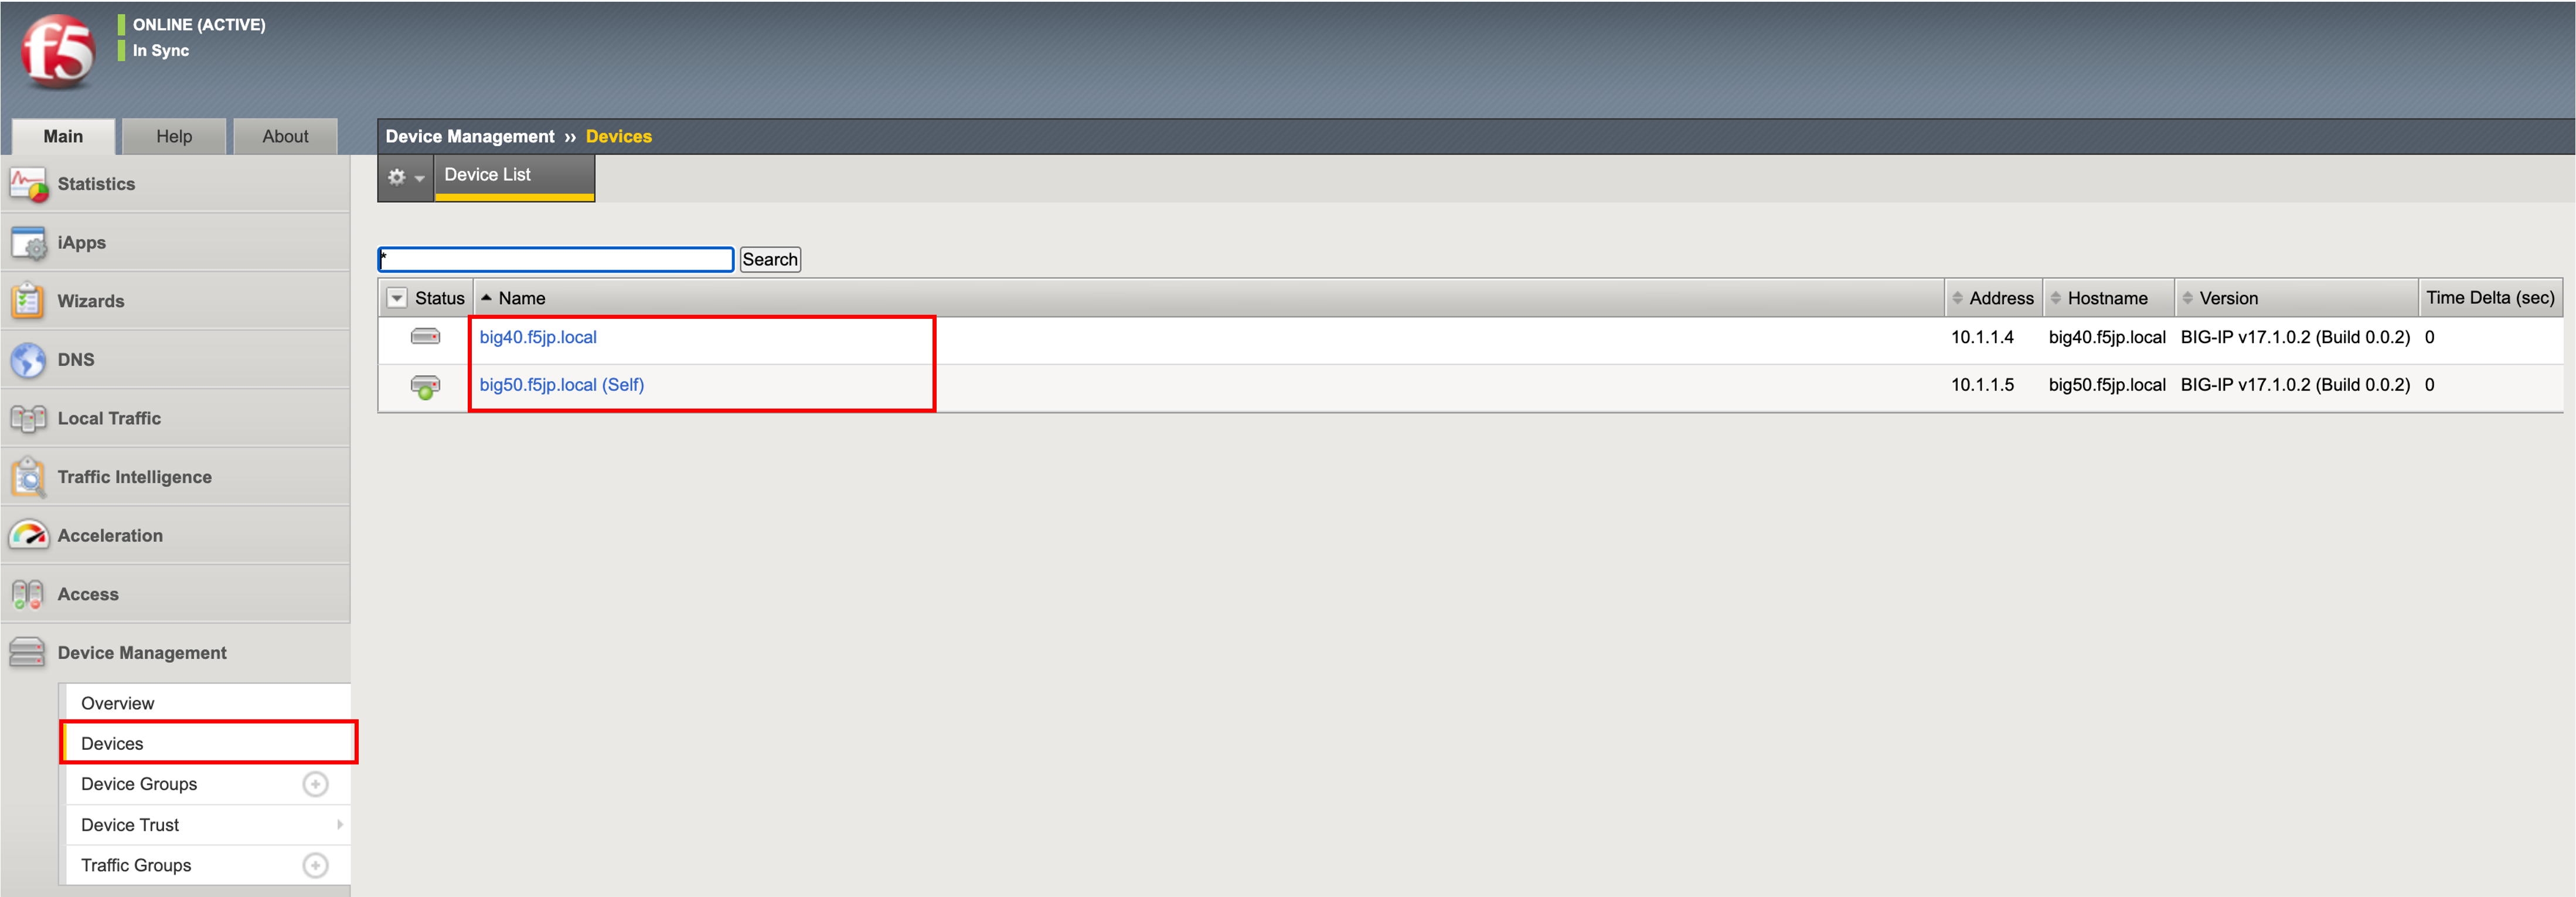 f5
ONLINE (ACTIVE)
In Sync
Main Help About
Device Management ›› Devices
Device List
Statistics
iApps
Wizards
DNS
Local Traffic
Traffic Intelligence
Acceleration
Access
Device Management
Overview
Devices
Device Groups
Device Trust
Traffic Groups
* Search
Status Name Address Hostname Version Time Delta (sec)
big40.f5jp.local 10.1.1.4 big40.f5jp.local BIG-IP v17.1.0.2 (Build 0.0.2) 0
big50.f5jp.local (Self) 10.1.1.5 big50.f5jp.local BIG-IP v17.1.0.2 (Build 0.0.2) 0